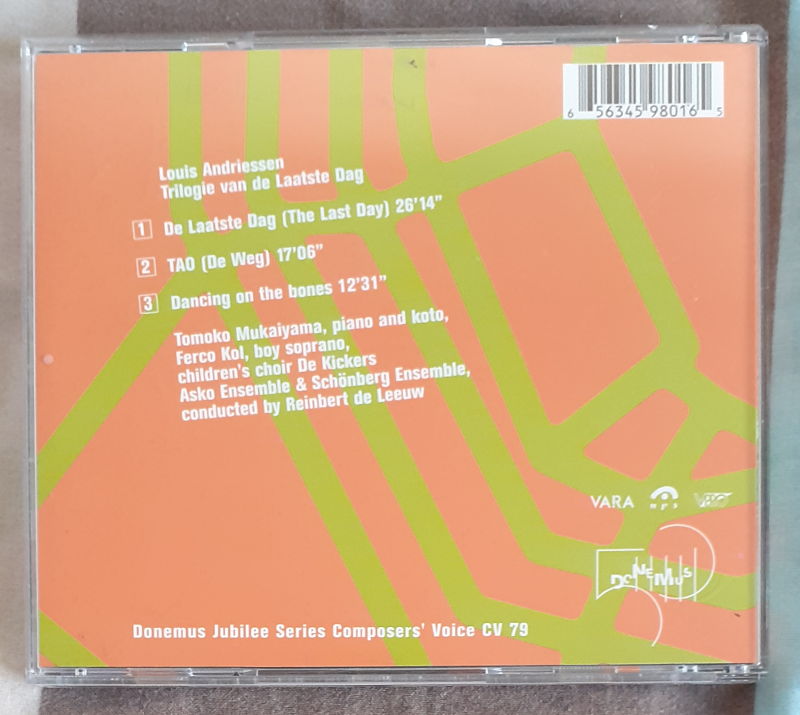 6 56345 98016 5
Louis Andriessen
Trilogie van de Laatste Dag
1 De Laatste Dag (The Last Day) 26'14"
2 TAO (De Weg) 17'06"
3 Dancing on the bones 12'31"
Tomoko Mukaiyama, piano and koto,
Ferco Kol, boy soprano,
children's choir De Kickers
Asko Ensemble & Schönberg Ensemble,
conducted by Reinbert de Leeuw
VARA nps
DONEMUS
Donemus Jubilee Series Composers' Voice CV 79